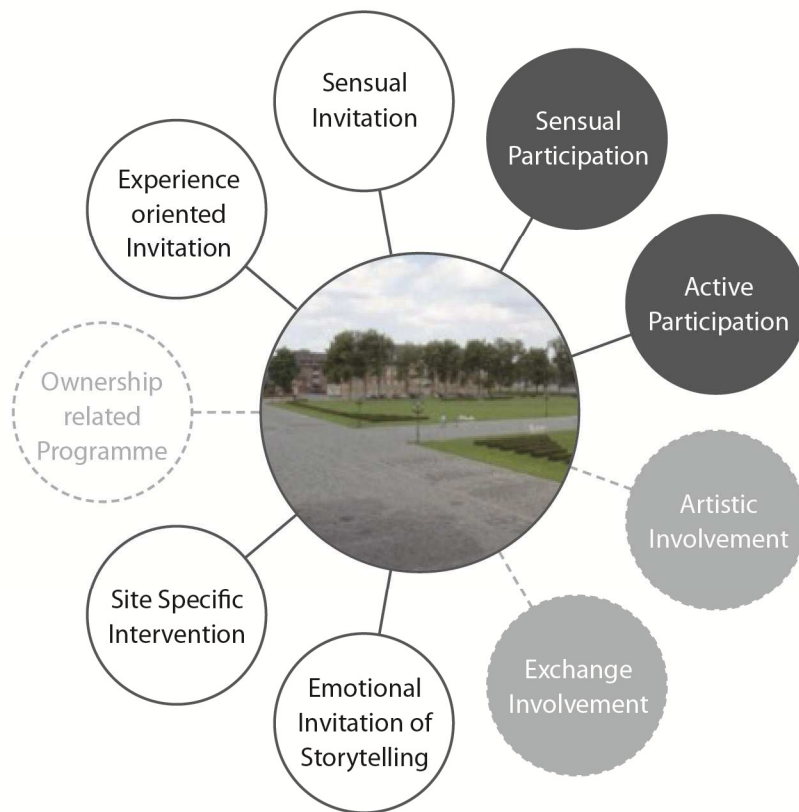 Sensual
Invitation
Sensual
Participation
Experience
oriented
Invitation
Active
Participation
Ownership
related
Programme
Artistic
Involvement
Site Specific
Intervention
Exchange
Involvement
Emotional
Invitation of
Storytelling